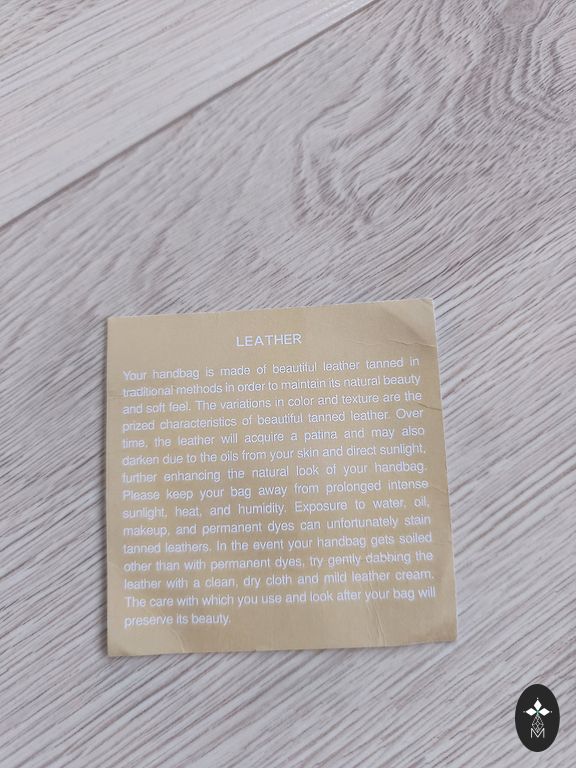 LEATHER
Your handbag is made of beautiful leather tanned in
traditional methods in order to maintain its natural beauty
and soft feel. The variations in color and texture are the
prized characteristics of beautiful tanned leather. Over
time, the leather will acquire a patina and may also
darken due to the oils from your skin and direct sunlight,
further enhancing the natural look of your handbag.
Please keep your bag away from prolonged intense
sunlight, heat, and humidity. Exposure to water, oil,
makeup, and permanent dyes can unfortunately stain
tanned leathers. In the event your handbag gets soiled
other than with permanent dyes, try gently dabbing the
leather with a clean, dry cloth and mild leather cream.
The care with which you use and look after your bag will
preserve its beauty.
M